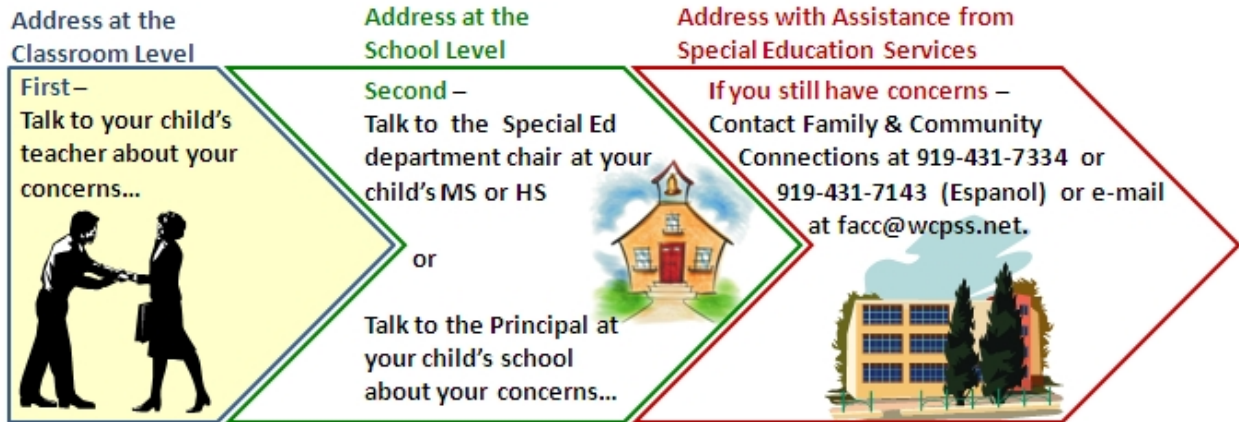 Address at the
Classroom Level
First –
Talk to your child's
teacher about your
concerns...
Address at the
School Level
Second –
Talk to the Special Ed
department chair at your
child's MS or HS
or
Talk to the Principal at
your child's school
about your concerns...
Address with Assistance from
Special Education Services
If you still have concerns –
Contact Family & Community
Connections at 919-431-7334 or
919-431-7143 (Espanol) or e-mail
at facc@wcpss.net.